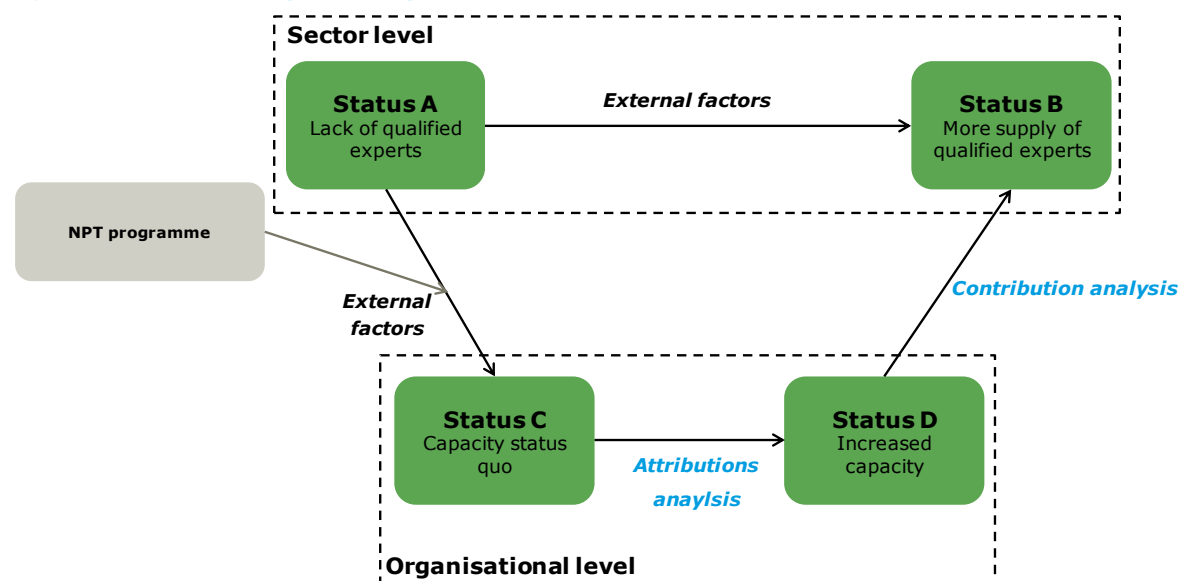 Sector level
Status A
Lack of qualified
experts
External factors
Status B
More supply of
qualified experts
NPT programme
External
factors
Contribution analysis
Status C
Capacity status
quo
Attributions
anaylsis
Status D
Increased
capacity
Organisational level